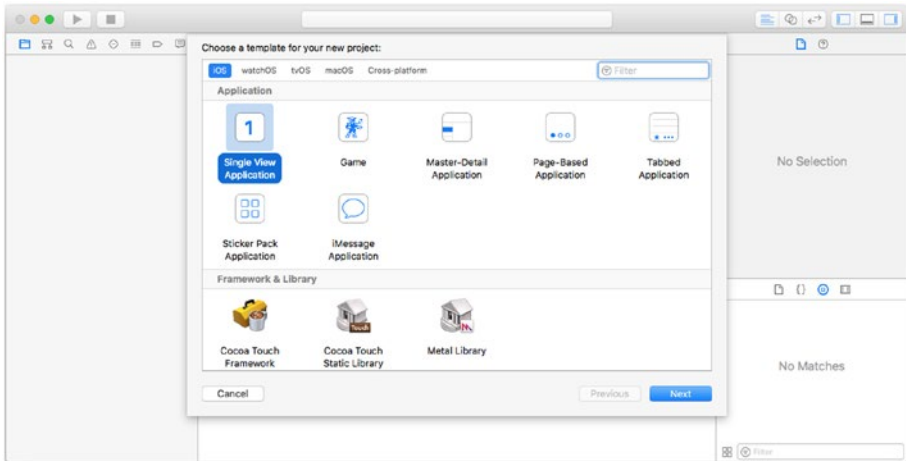 Choose a template for your new project:
iOS watchOS tvOS macOS Cross-platform Filter
Application
1
Single View Application
Game
Master-Detail Application
Page-Based Application
Tabbed Application
Sticker Pack Application
iMessage Application
Framework & Library
Touch
Cocoa Touch Framework
Cocoa Touch Static Library
Metal Library
Cancel Previous Next
No Selection
{}
No Matches
Filter